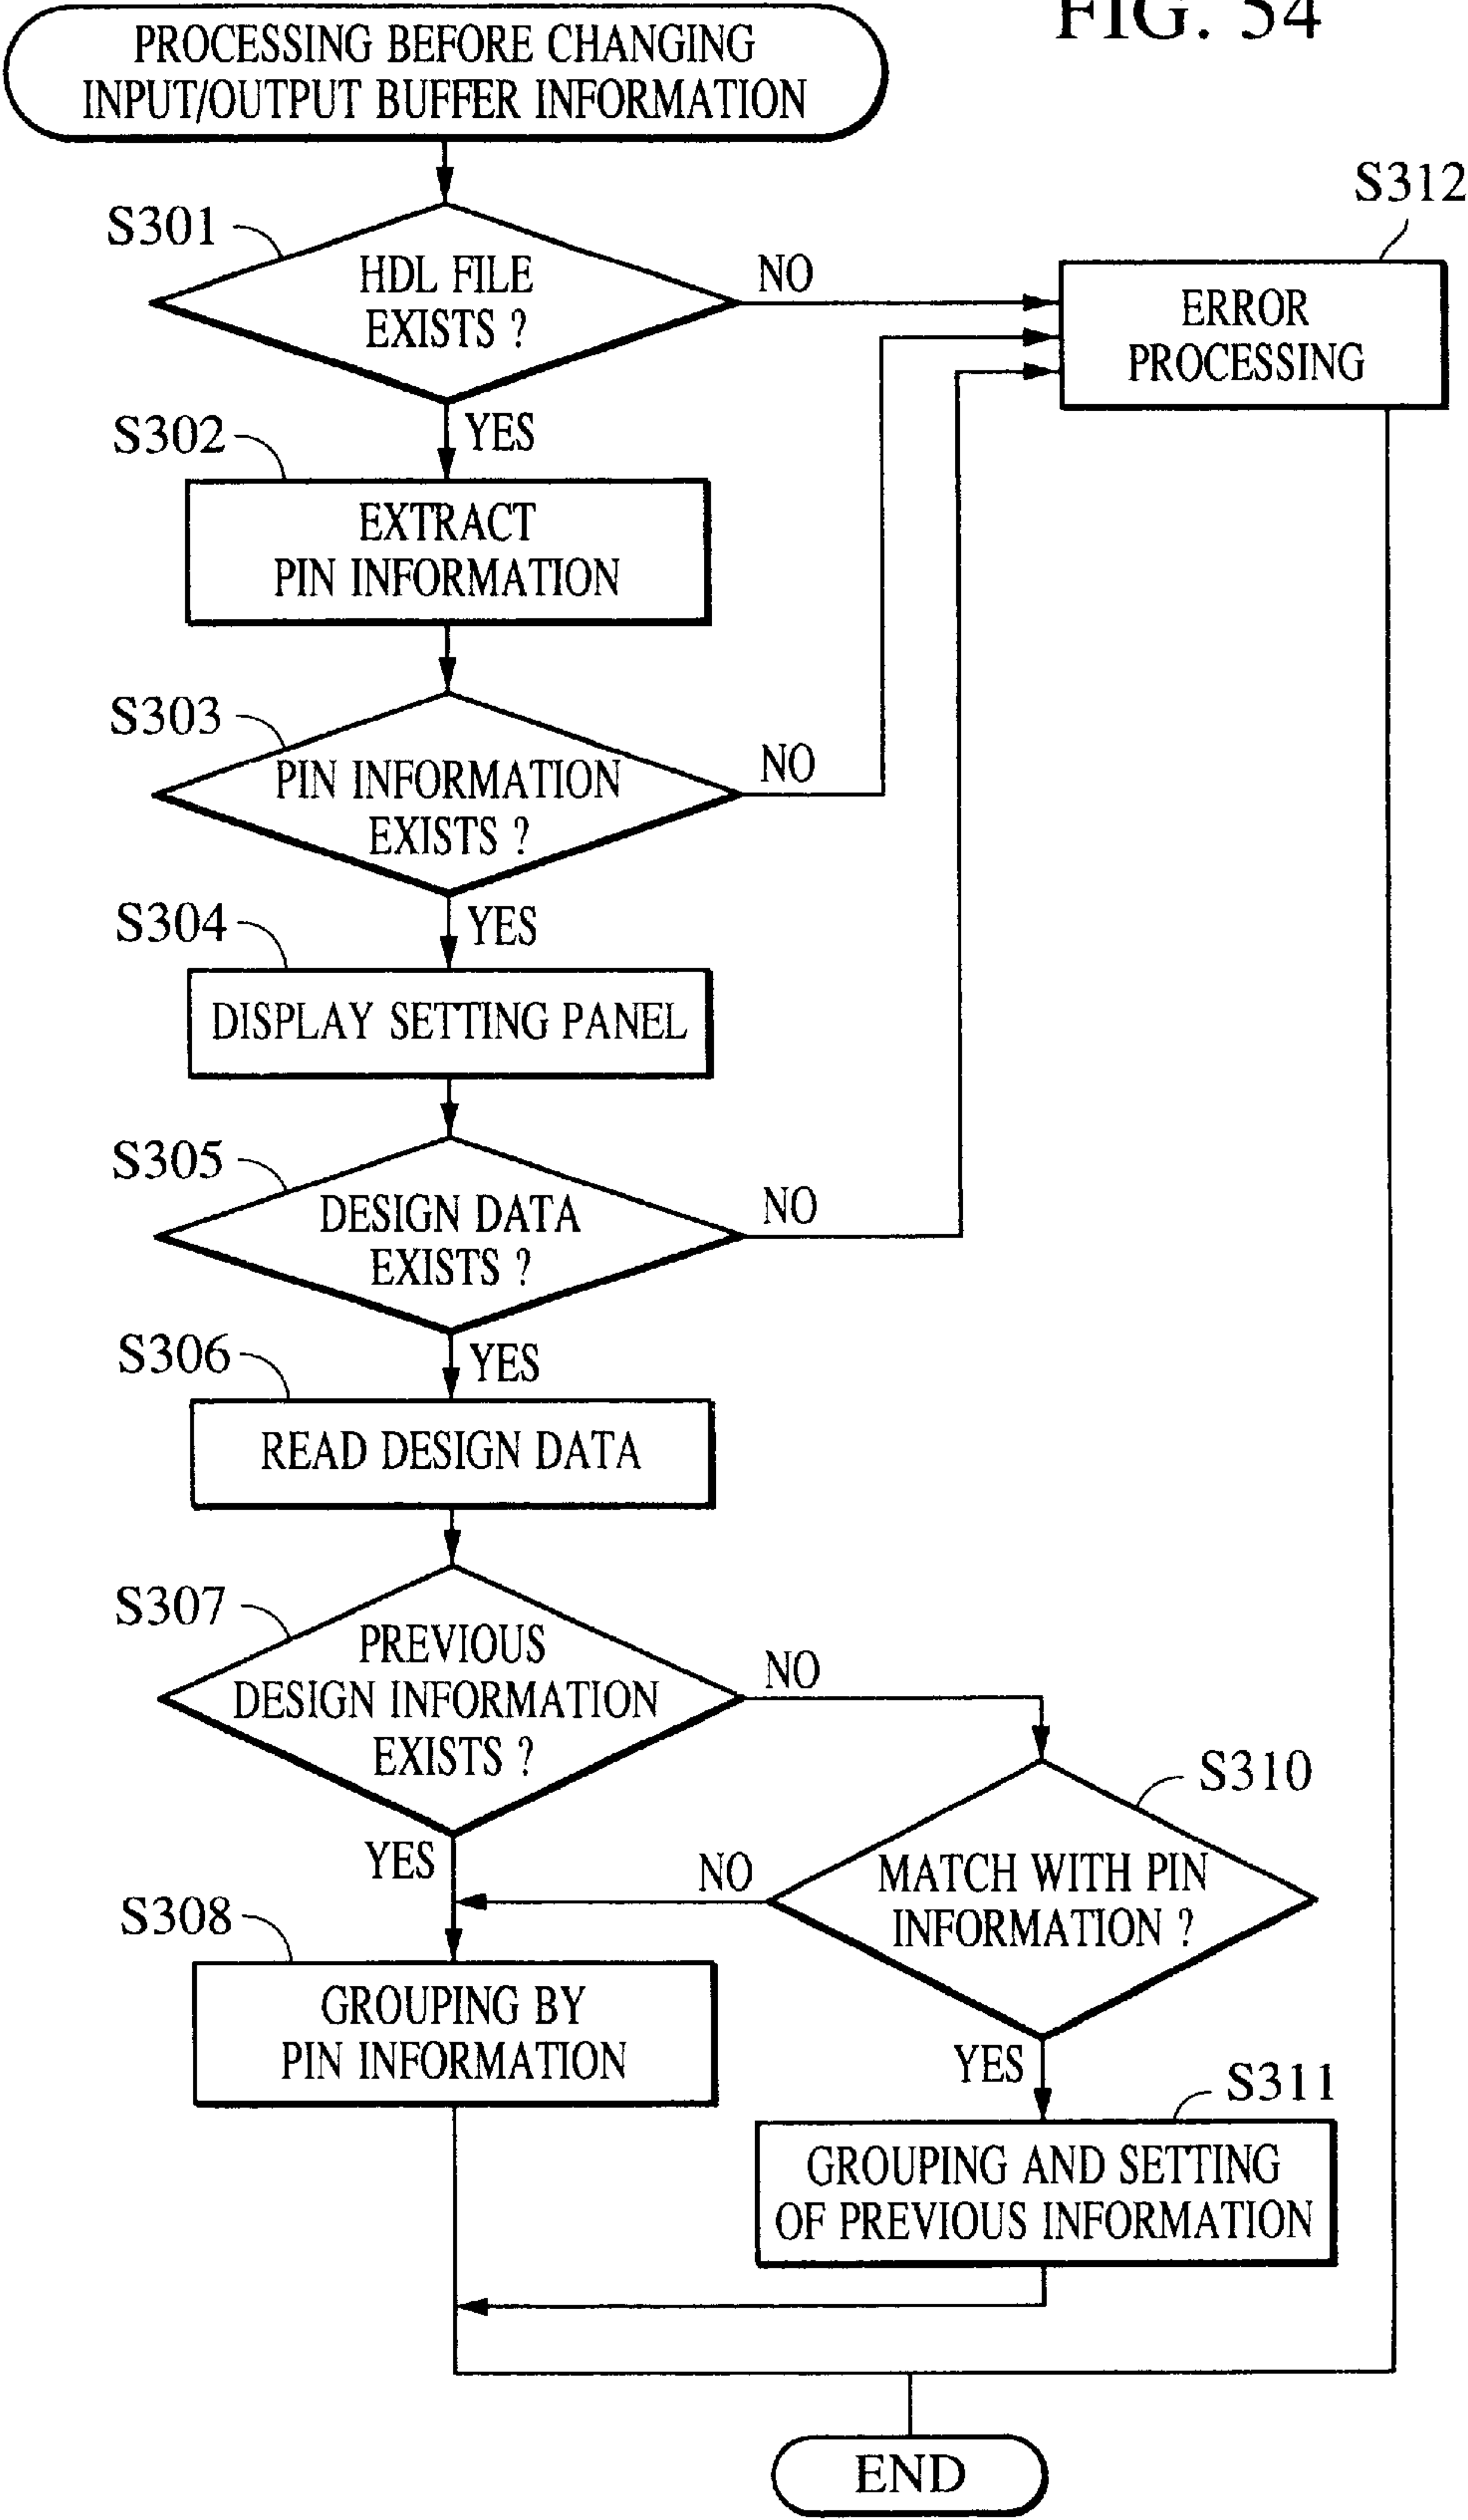 FIG. 54
PROCESSING BEFORE CHANGING
INPUT/OUTPUT BUFFER INFORMATION
S301
HDL FILE
EXISTS ?
NO
S312
ERROR
PROCESSING
YES
S302
EXTRACT
PIN INFORMATION
S303
PIN INFORMATION
EXISTS ?
NO
YES
S304
DISPLAY SETTING PANEL
S305
DESIGN DATA
EXISTS ?
NO
YES
S306
READ DESIGN DATA
S307
PREVIOUS
DESIGN INFORMATION
EXISTS ?
NO
YES
S310
MATCH WITH PIN
INFORMATION ?
NO
S308
GROUPING BY
PIN INFORMATION
YES
S311
GROUPING AND SETTING
OF PREVIOUS INFORMATION
END